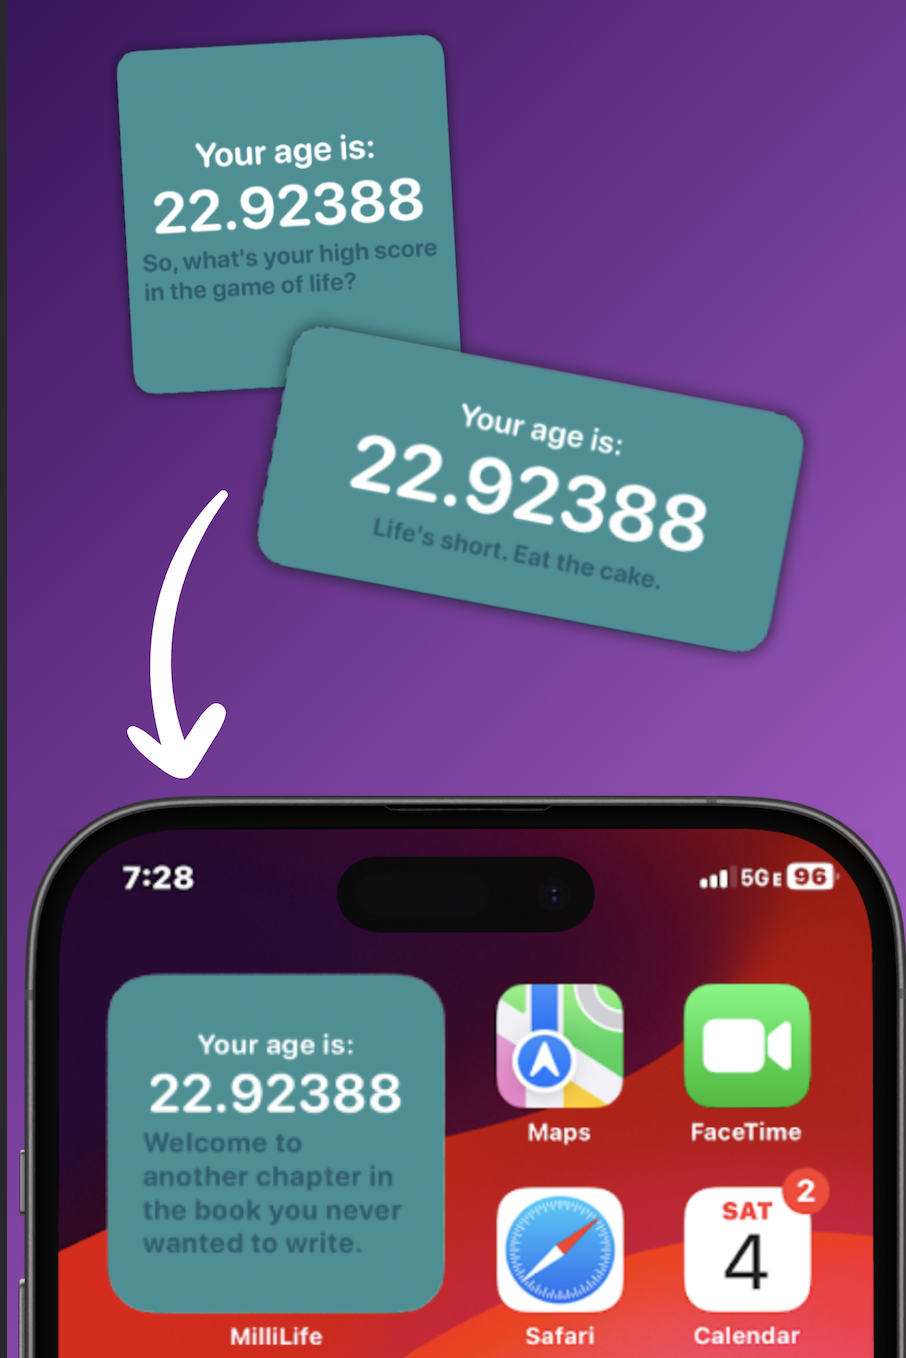 Your age is:
22.92388
So, what's your high score
in the game of life?
Your age is:
22.92388
Life's short. Eat the cake.
7:28
5G E 96
Your age is:
22.92388
Welcome to
another chapter in
the book you never
wanted to write.
MilliLife
Maps
FaceTime
2
SAT
4
Safari
Calendar